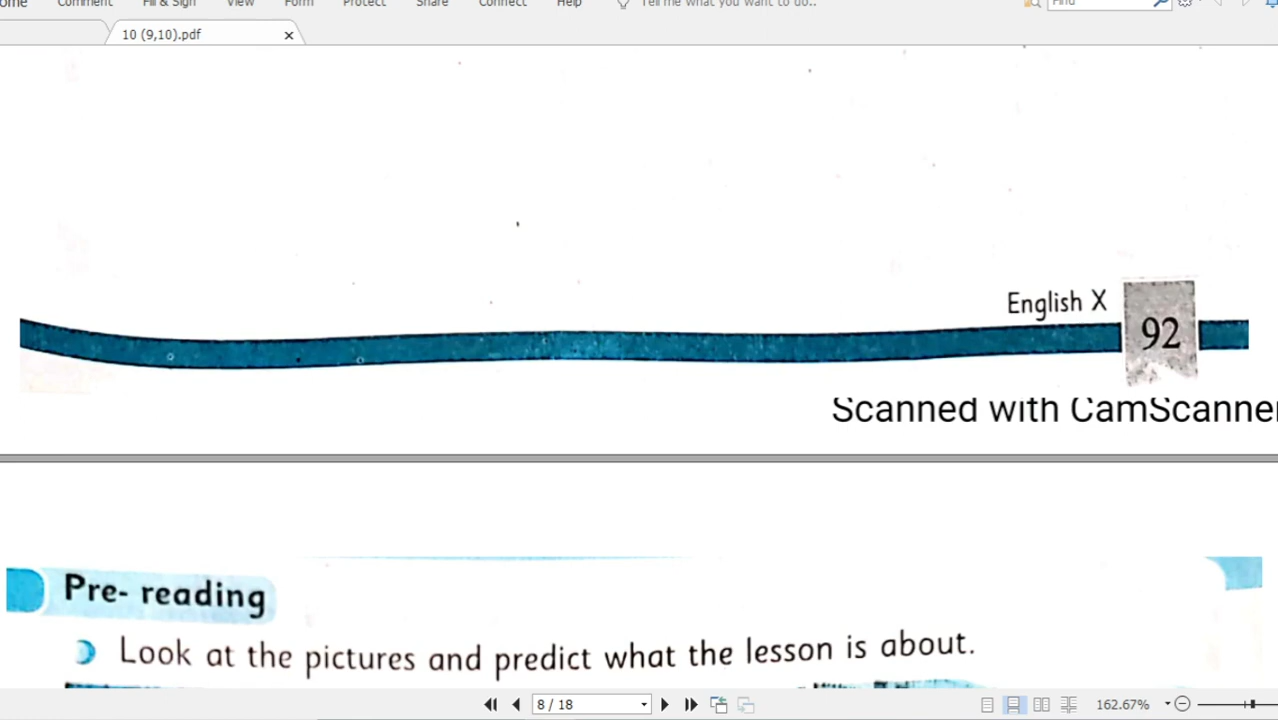 Comment Fill & Sign View Form Protect Share Connect Help Tell me what you want to do.. Find
10 (9,10).pdf
English X
92
Scanned with CamScanne
Pre- reading
Look at the pictures and predict what the lesson is about.
8 / 18
162.67%